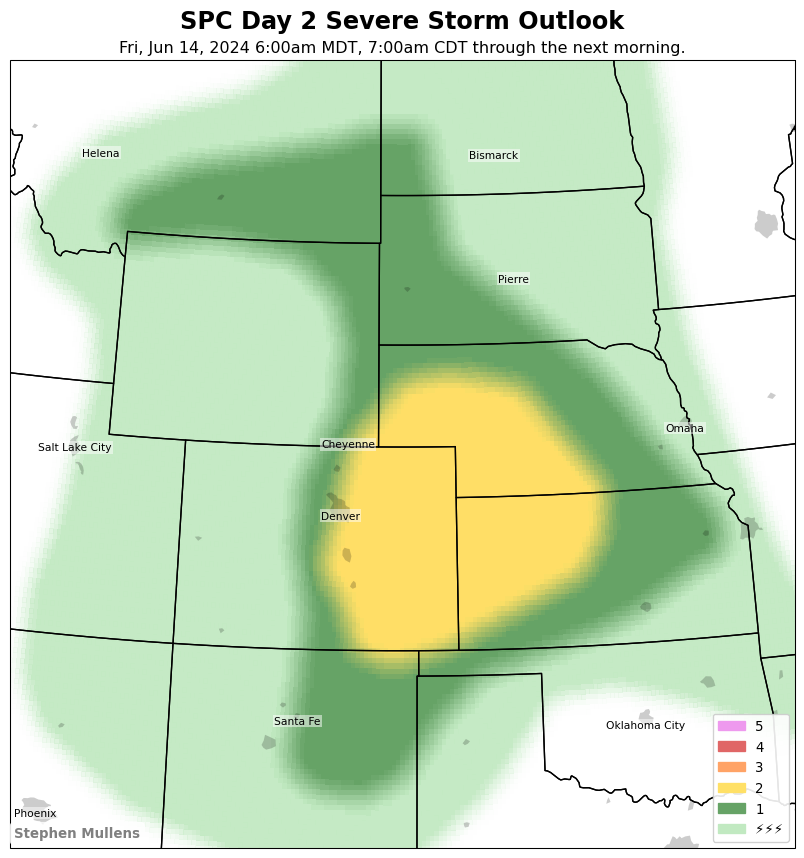 SPC Day 2 Severe Storm Outlook
Fri, Jun 14, 2024 6:00am MDT, 7:00am CDT through the next morning.
Helena
Bismarck
Pierre
Omaha
Cheyenne
Salt Lake City
Denver
Santa Fe
Oklahoma City
Phoenix
Stephen Mullens
5
4
3
2
1
⚡⚡⚡